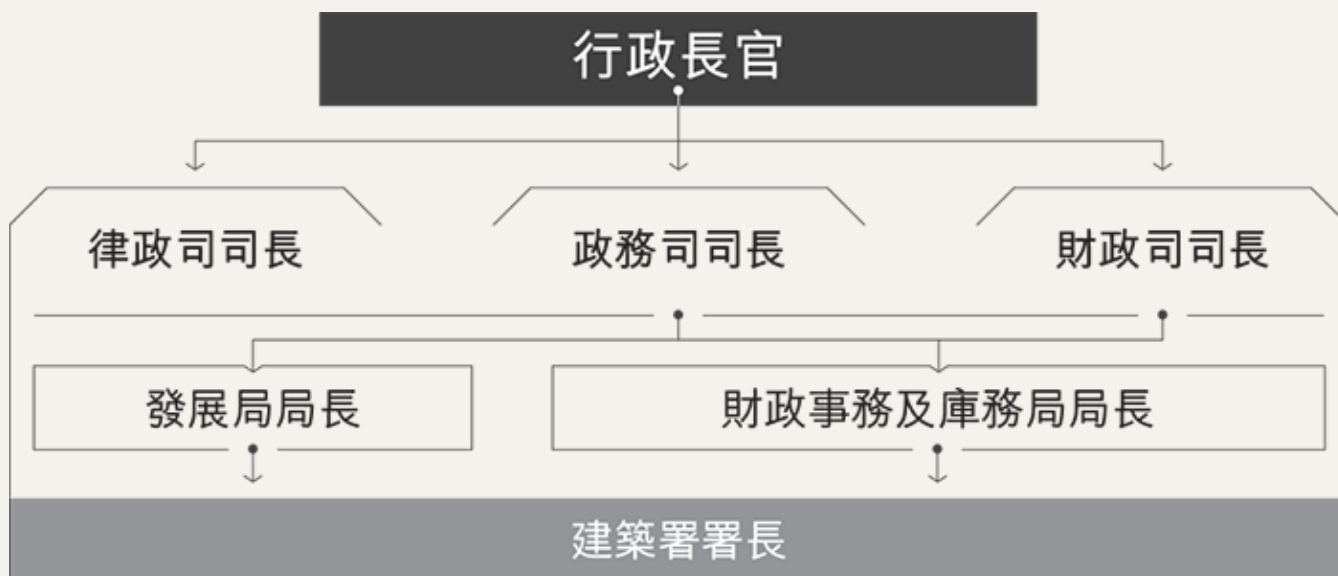 行政長官
律政司司長
政務司司長
財政司司長
發展局局長
財政事務及庫務局局長
建築署署長